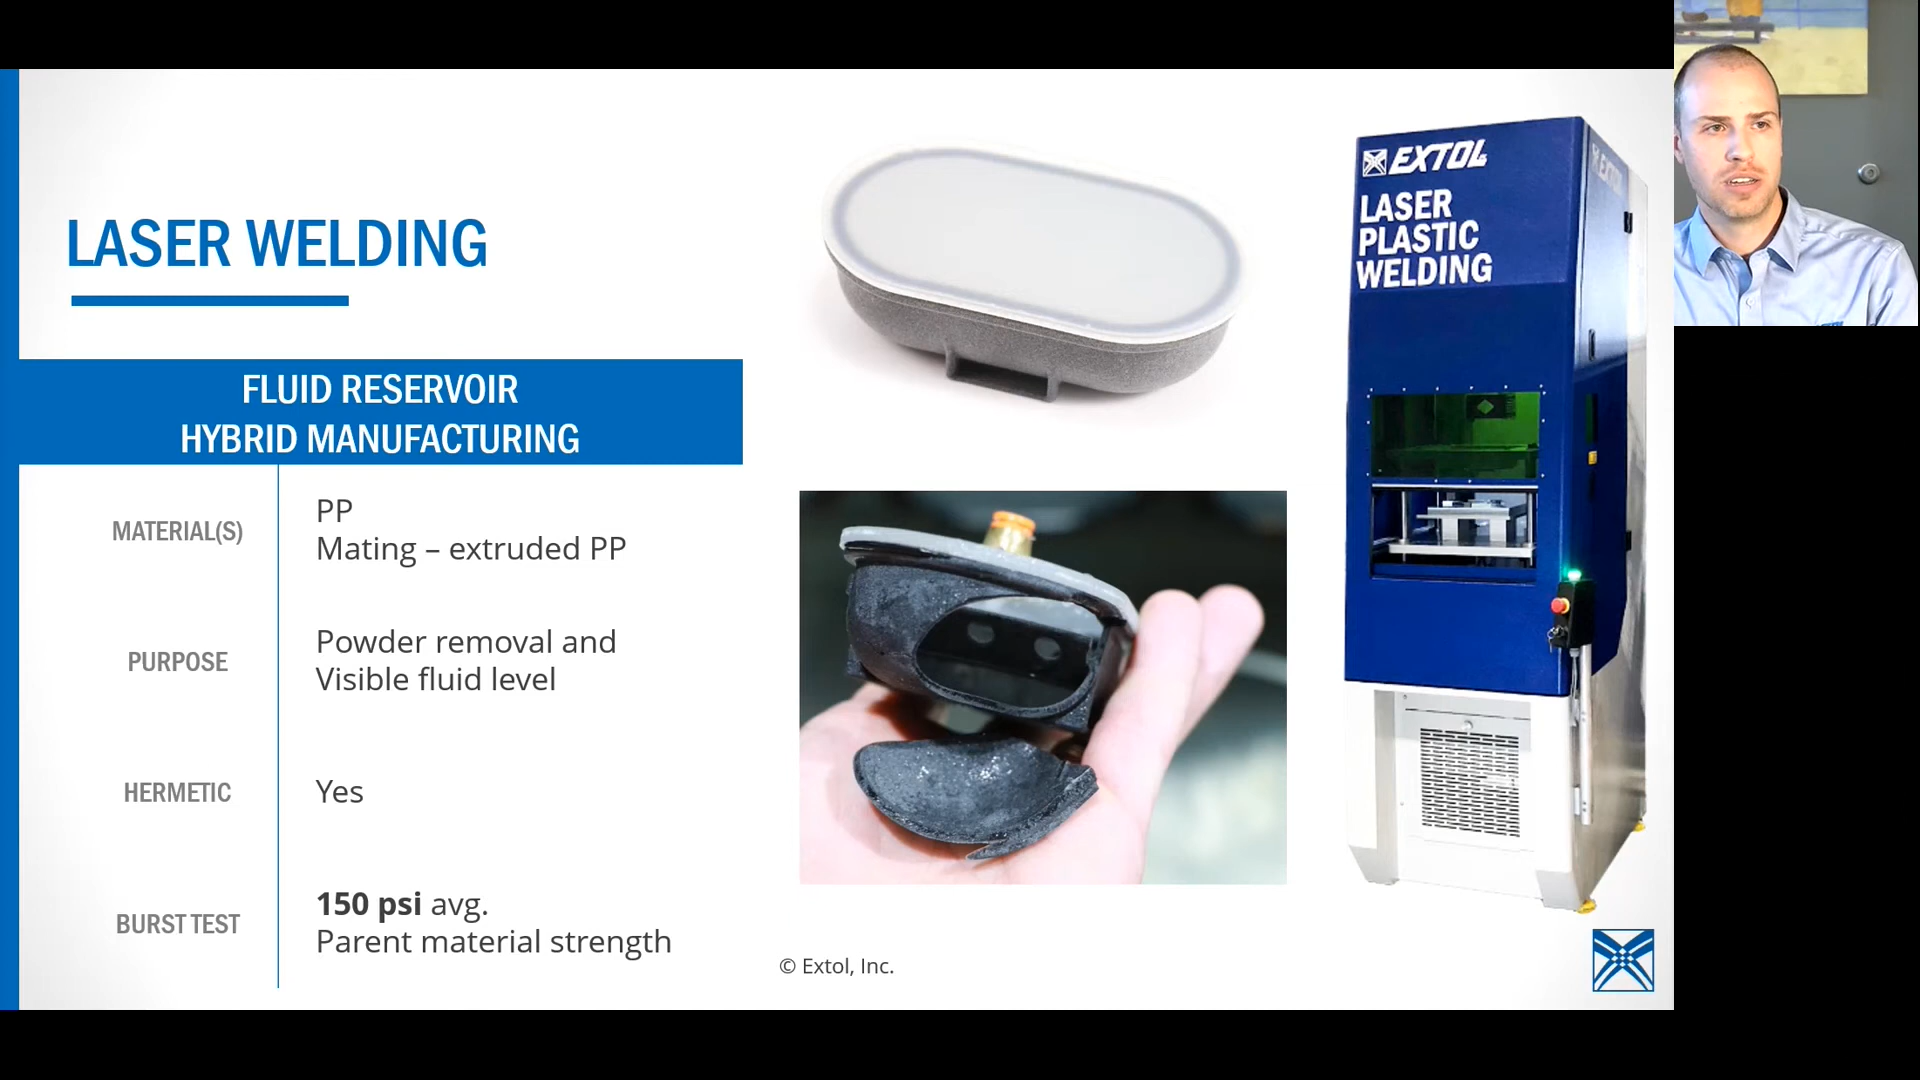 LASER WELDING
FLUID RESERVOIR
HYBRID MANUFACTURING
MATERIAL(S)
PP
Mating – extruded PP
PURPOSE
Powder removal and
Visible fluid level
HERMETIC
Yes
BURST TEST
150 psi avg.
Parent material strength
© Extol, Inc.
EXTOL
LASER
PLASTIC
WELDING
EXTOL